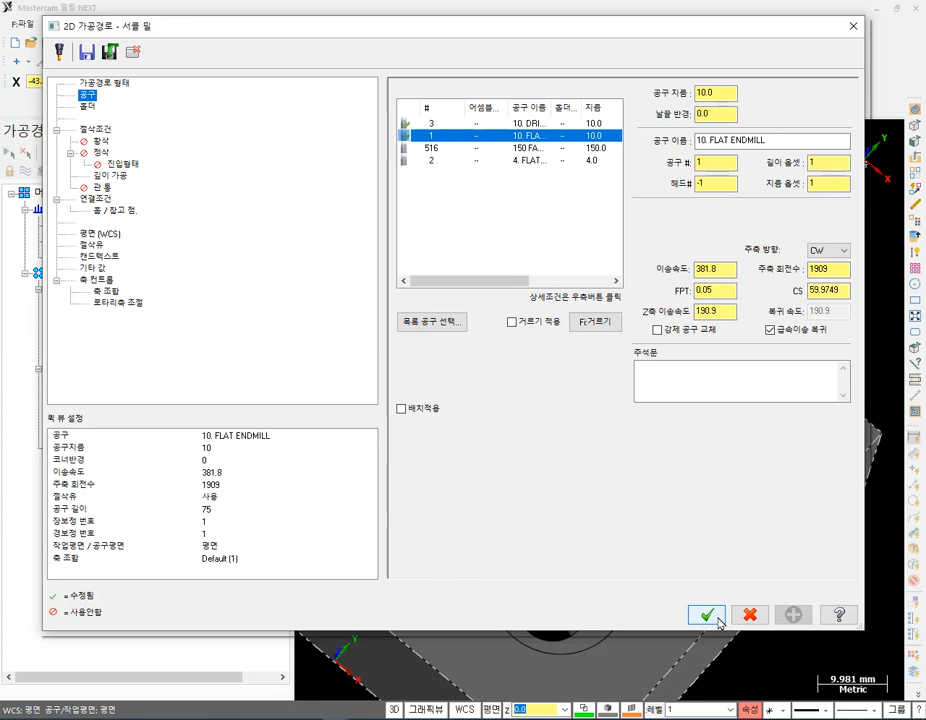 Mastercam 밀링 NEXT
F:파일
2D 가공경로 - 서클 밀
X -43.
가공경
가공경로 형태
공구
홀더
절삭조건
황삭
정삭
진입형태
깊이 가공
관 통
연결조건
홈 / 참고 점.
평면 (WCS)
절삭유
캔드텍스트
기타 값
축 컨트롤
축 조합
로타리축 조절
# 어셈블... 공구 이름 홀더... 지름
3 -- 10. DRI... -- 10.0
1 -- 10. FLA... -- 10.0
516 -- 150 FA... -- 150.0
2 -- 4. FLAT... -- 4.0
상세조건은 우측버튼 클릭
목록 공구 선택...
거르기 적용
F:거르기
배치적용
공구 지름 : 10.0
날끝 반경: 0.0
공구 이름 : 10. FLAT ENDMILL
공구 #: 1 길이 옵셋 : 1
헤드# -1 지름 옵셋 : 1
주축 방향: CW
이송속도: 381.8 주축 회전수 : 1909
FPT: 0.05 CS 59.9749
Z축 이송속도 190.9 복귀 속도: 190.9
강제 공구 교체 급속이송 복귀
주석문
퀵 뷰 설정
공구 10. FLAT ENDMILL
공구지름 10
코너반경 0
이송속도 381.8
주축 회전수 1909
절삭유 사용
공구 길이 75
장보정 번호 1
경보정 번호 1
작업평면 / 공구평면 평면
축 조합 Default (1)
= 수정됨
= 사용안함
Y
X
Y
X
9.981 mm
Metric
WCS: 평면 공구/작업평면: 평면
3D 그래픽뷰 WCS 평면 Z 0.0 레벨 1 속성 그룹 ?